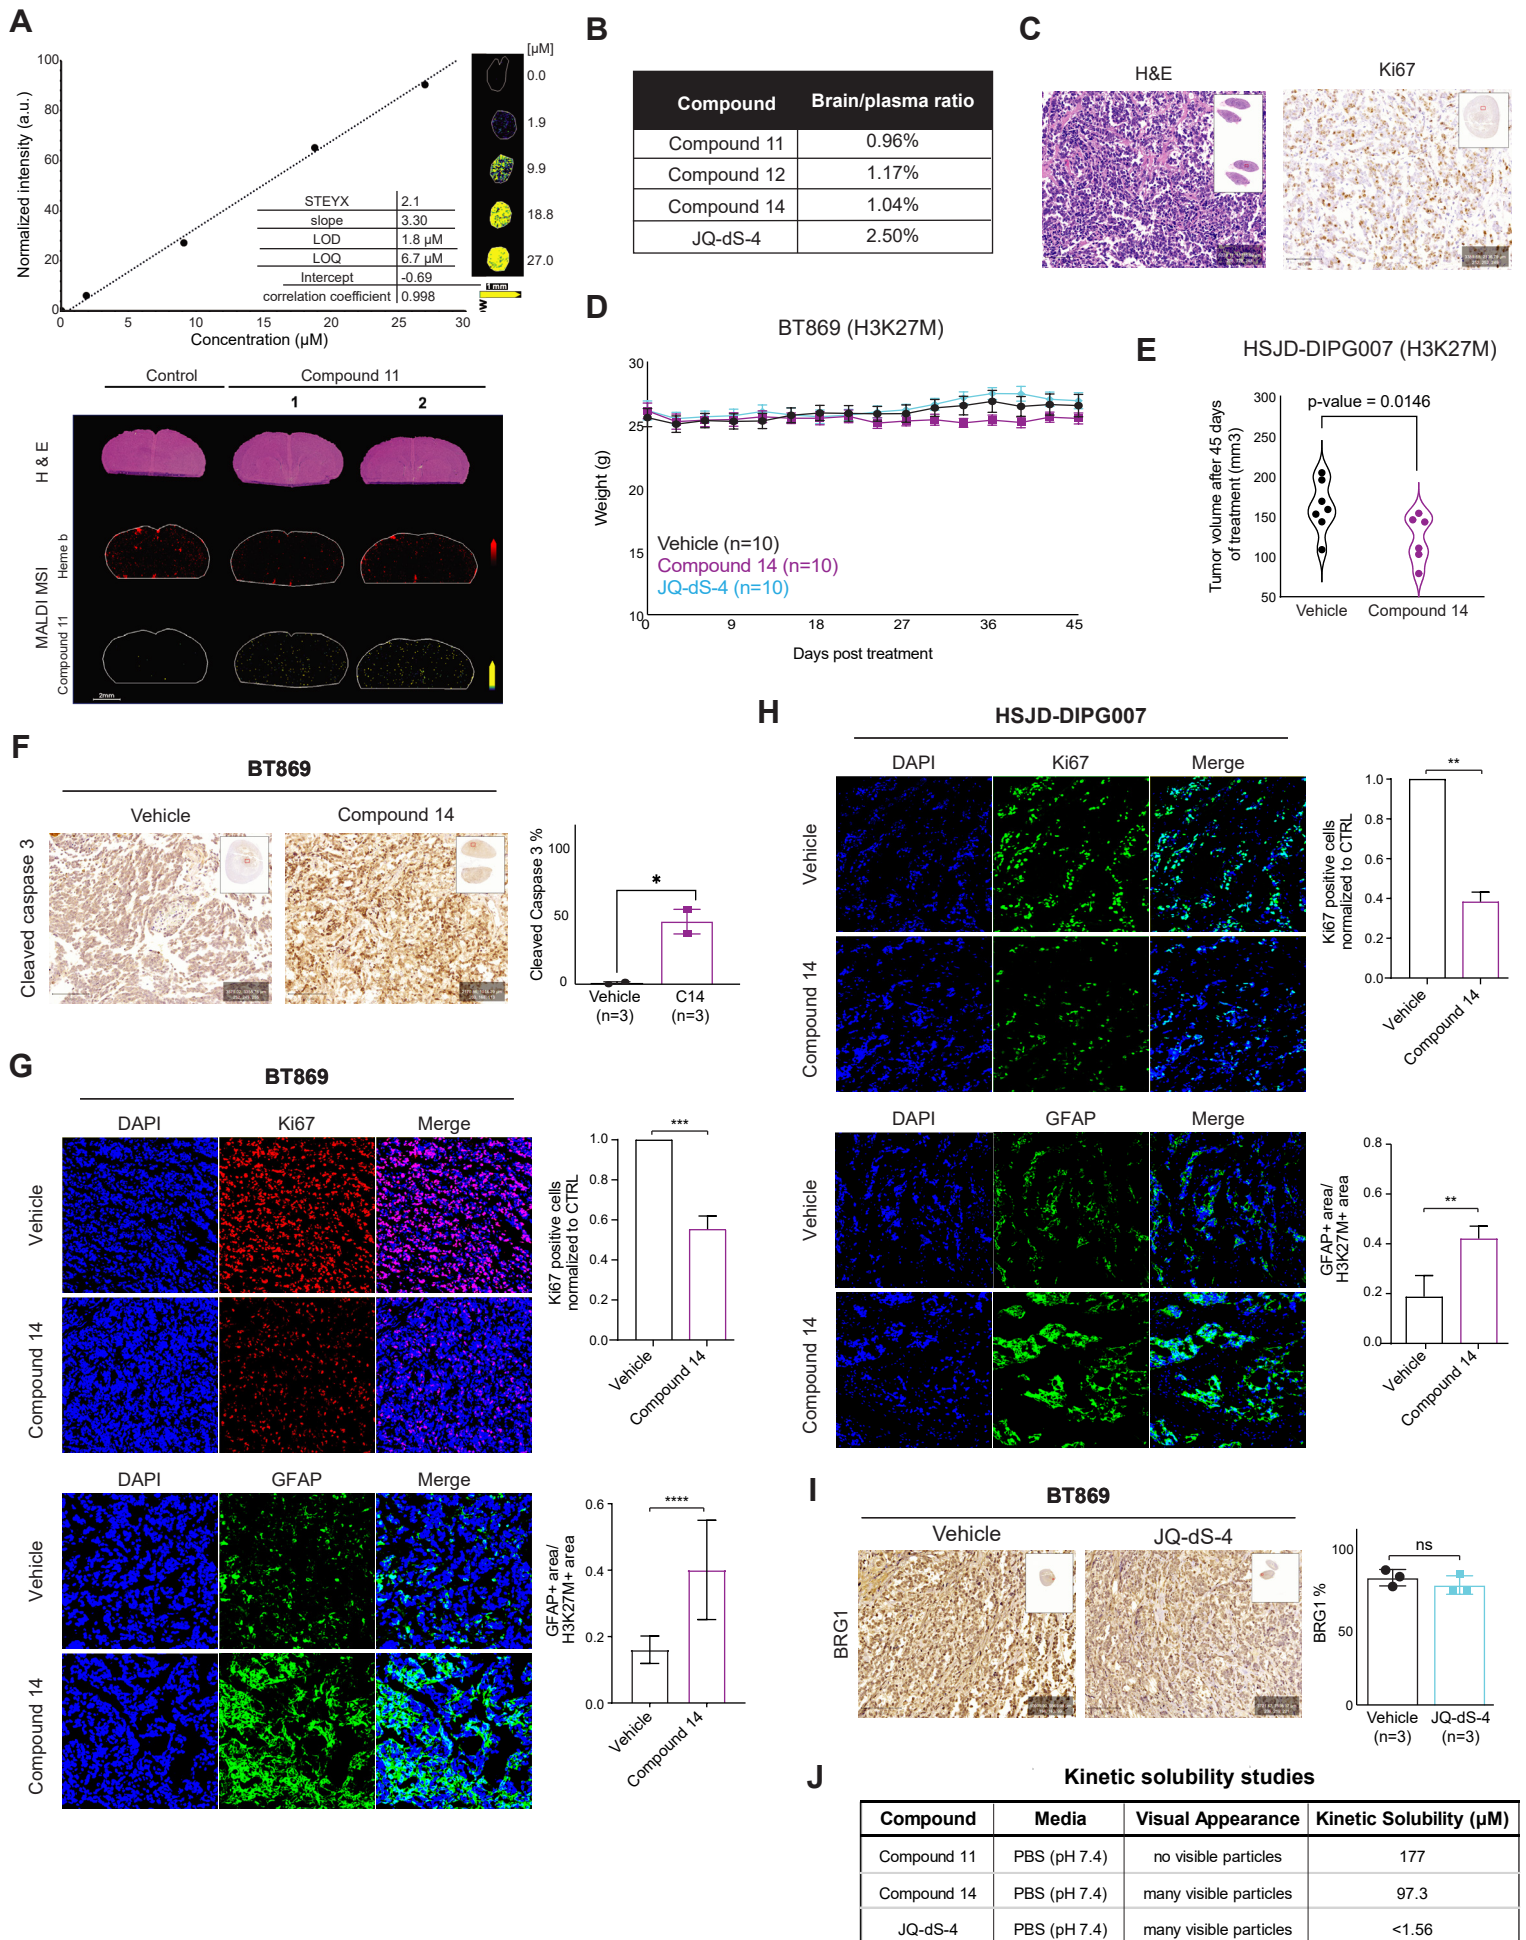 A
Normalized intensity (a.u.)
100
80
60
40
20
0
0 5 10 15 20 25 30
Concentration (µM)
STEYX 2.1
slope 3.30
LOD 1.8 µM
LOQ 6.7 µM
Intercept -0.69
correlation coefficient 0.998
[µM]
0.0
1.9
9.9
18.8
27.0
1 mm
Control Compound 11
1 2
H & E
MALDI MSI
Heme b
Compound 11
2mm
B
Compound Brain/plasma ratio
Compound 11 0.96%
Compound 12 1.17%
Compound 14 1.04%
JQ-dS-4 2.50%
C
H&E Ki67
D
BT869 (H3K27M)
Weight (g)
30
25
20
15
10
Vehicle (n=10)
Compound 14 (n=10)
JQ-dS-4 (n=10)
0 9 18 27 36 45
Days post treatment
E
HSJD-DIPG007 (H3K27M)
p-value = 0.0146
Tumor volume after 45 days
of treatment (mm3)
300
250
200
150
100
50
Vehicle Compound 14
F
BT869
Vehicle Compound 14
Cleaved caspase 3
Cleaved Caspase 3 %
100
50
0
*
Vehicle C14
(n=3) (n=3)
G
BT869
DAPI Ki67 Merge
Vehicle
Compound 14
Ki67 positive cells
normalized to CTRL
1.0
0.8
0.6
0.4
0.2
0.0
***
Vehicle
Compound 14
DAPI GFAP Merge
Vehicle
Compound 14
GFAP+ area/
H3K27M+ area
0.6
0.4
0.2
0.0
****
Vehicle
Compound 14
H
HSJD-DIPG007
DAPI Ki67 Merge
Vehicle
Compound 14
Ki67 positive cells
normalized to CTRL
1.0
0.8
0.6
0.4
0.2
0.0
**
Vehicle
Compound 14
DAPI GFAP Merge
Vehicle
Compound 14
GFAP+ area/
H3K27M+ area
0.8
0.6
0.4
0.2
0.0
**
Vehicle
Compound 14
I
BT869
Vehicle JQ-dS-4
BRG1
BRG1 %
100
50
0
ns
Vehicle JQ-dS-4
(n=3) (n=3)
J
Kinetic solubility studies
Compound Media Visual Appearance Kinetic Solubility (µM)
Compound 11 PBS (pH 7.4) no visible particles 177
Compound 14 PBS (pH 7.4) many visible particles 97.3
JQ-dS-4 PBS (pH 7.4) many visible particles <1.56